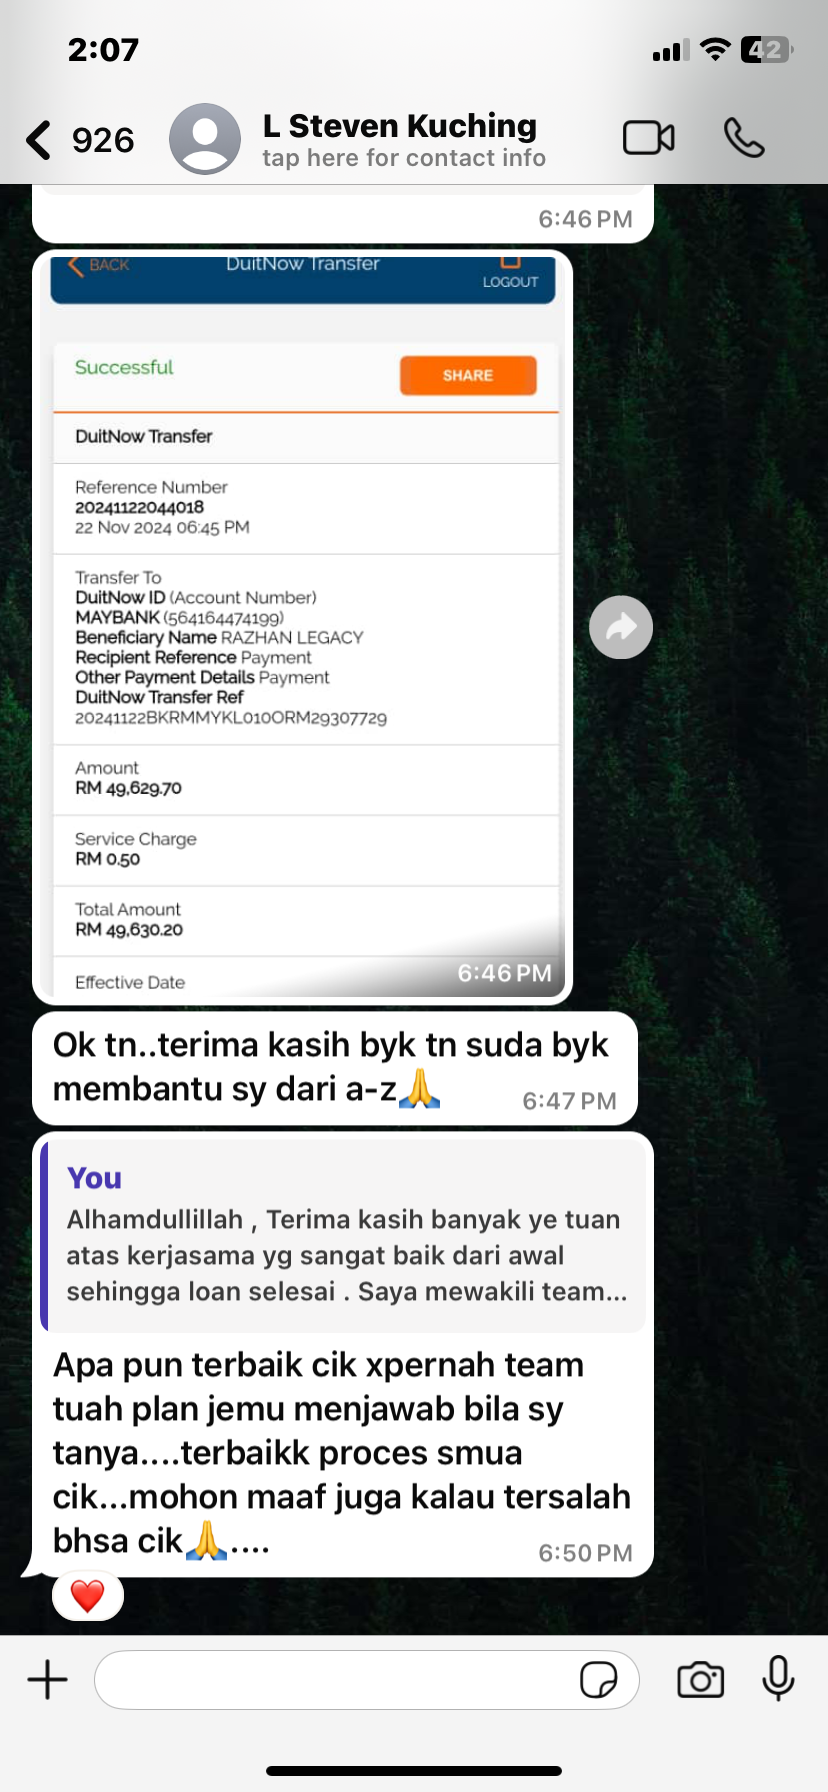 2:07
42
926
L Steven Kuching
tap here for contact info
6:46 PM
BACK
DuitNow Transfer
LOGOUT
Successful
SHARE
DuitNow Transfer
Reference Number
20241122044018
22 Nov 2024 06:45 PM
Transfer To
DuitNow ID (Account Number)
MAYBANK (564164474199)
Beneficiary Name RAZHAN LEGACY
Recipient Reference Payment
Other Payment Details Payment
DuitNow Transfer Ref
20241122BKRMMYKL010ORM29307729
Amount
RM 49,629.70
Service Charge
RM 0.50
Total Amount
RM 49,630.20
Effective Date
6:46 PM
Ok tn..terima kasih byk tn suda byk
membantu sy dari a-z🙏
6:47 PM
You
Alhamdullillah , Terima kasih banyak ye tuan
atas kerjasama yg sangat baik dari awal
sehingga loan selesai . Saya mewakili team...
Apa pun terbaik cik xpernah team
tuah plan jemu menjawab bila sy
tanya....terbaikk proces smua
cik...mohon maaf juga kalau tersalah
bhsa cik🙏....
6:50 PM